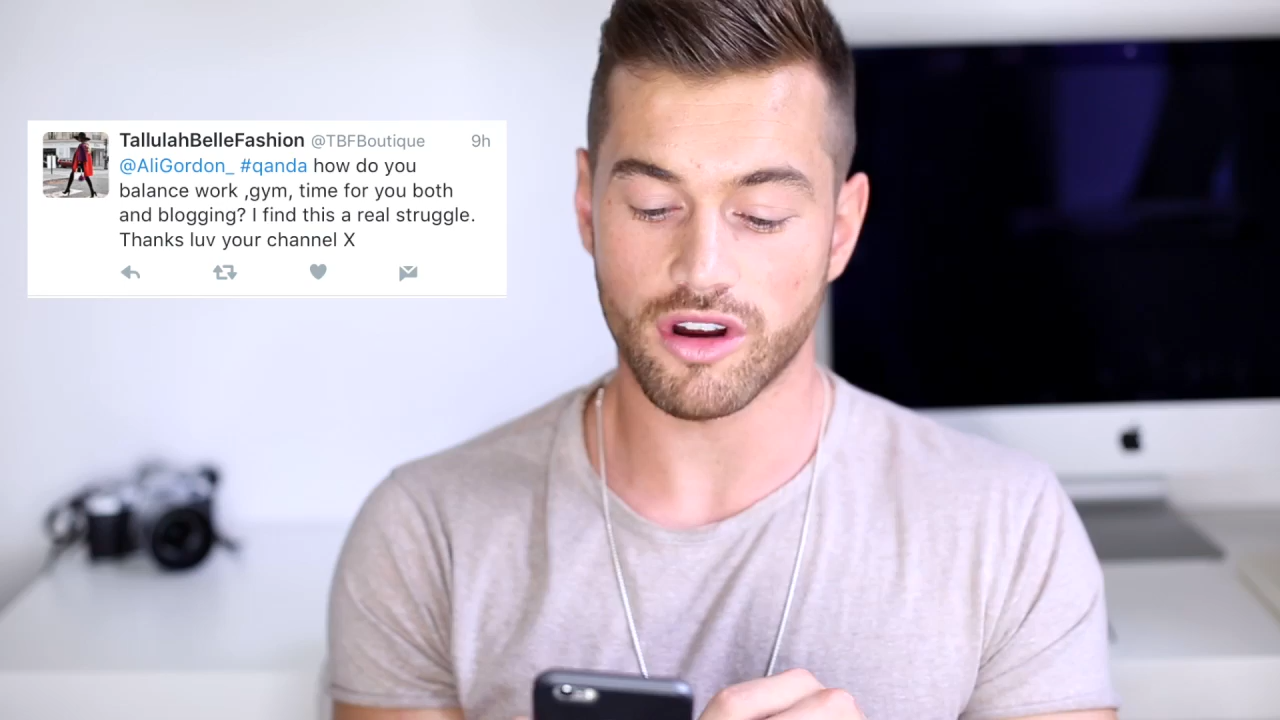 TallulahBelleFashion @TBFBoutique 9h
@AliGordon_ #qanda how do you
balance work ,gym, time for you both
and blogging? I find this a real struggle.
Thanks luv your channel X